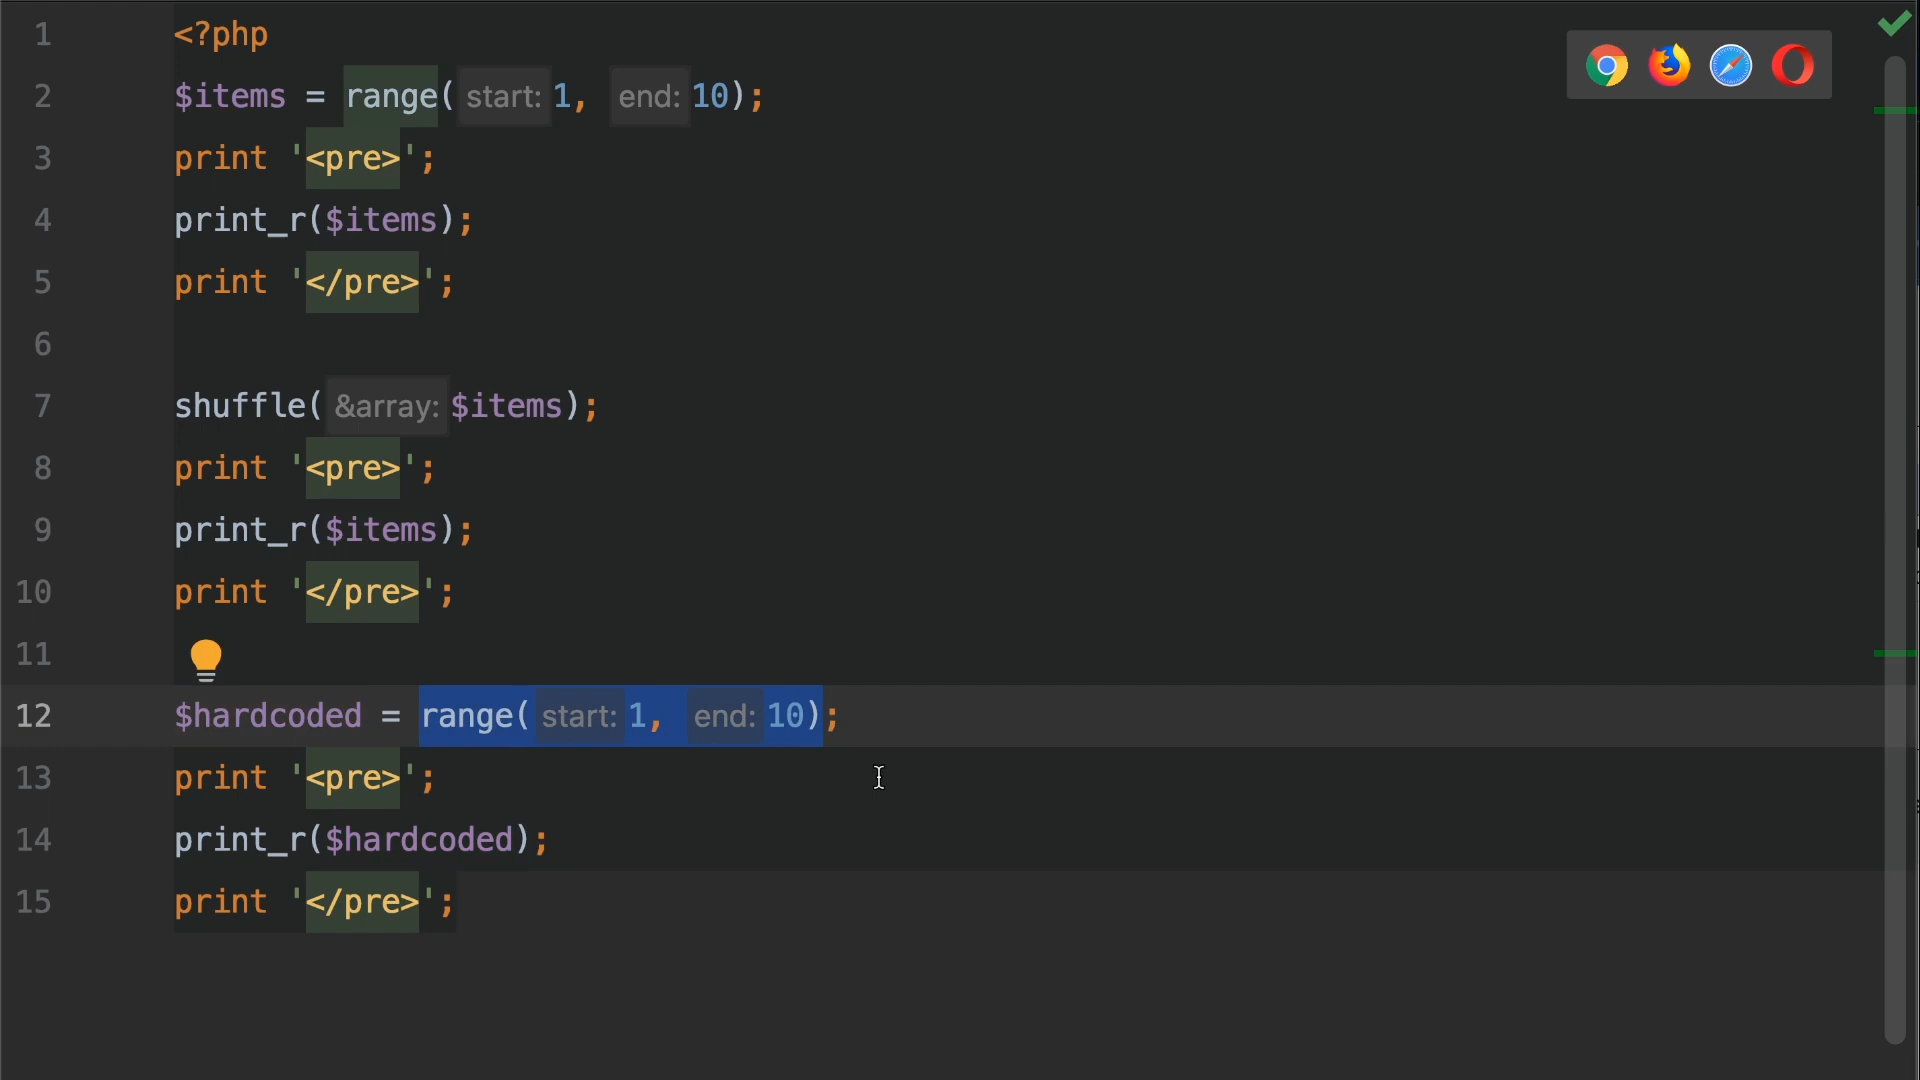 1 <?php
2 $items = range( start: 1, end: 10);
3 print '<pre>';
4 print_r($items);
5 print '</pre>';
6
7 shuffle( &array: $items);
8 print '<pre>';
9 print_r($items);
10 print '</pre>';
11
12 $hardcoded = range( start: 1, end: 10);
13 print '<pre>';
14 print_r($hardcoded);
15 print '</pre>';